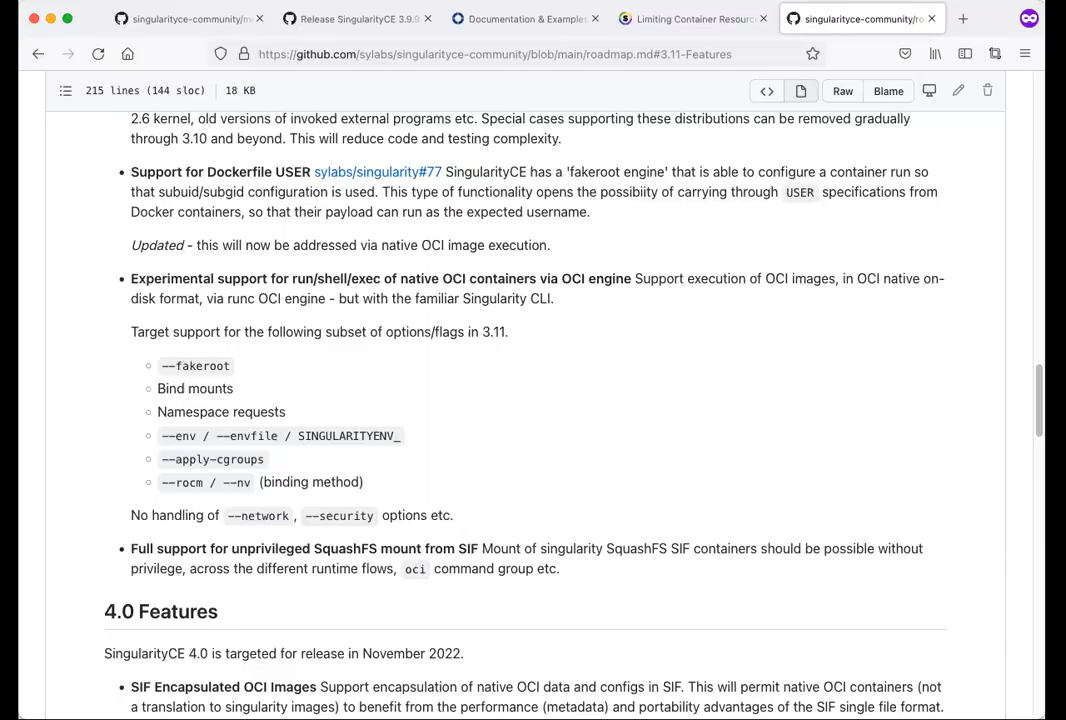 singularityce-community/me
Release SingularityCE 3.9.9
Documentation & Examples
Limiting Container Resourc
singularityce-community/ro
https://github.com/sylabs/singularityce-community/blob/main/roadmap.md#3.11-Features
215 lines (144 sloc) 18 KB
Raw
Blame
2.6 kernel, old versions of invoked external programs etc. Special cases supporting these distributions can be removed gradually
through 3.10 and beyond. This will reduce code and testing complexity.
• Support for Dockerfile USER sylabs/singularity#77 SingularityCE has a 'fakeroot engine' that is able to configure a container run so
that subuid/subgid configuration is used. This type of functionality opens the possibiity of carrying through USER specifications from
Docker containers, so that their payload can run as the expected username.
Updated - this will now be addressed via native OCI image execution.
• Experimental support for run/shell/exec of native OCI containers via OCI engine Support execution of OCI images, in OCI native on-
disk format, via runc OCI engine - but with the familiar Singularity CLI.
Target support for the following subset of options/flags in 3.11.
◦ --fakeroot
◦ Bind mounts
◦ Namespace requests
◦ --env / --envfile / SINGULARITYENV_
◦ --apply-cgroups
◦ --rocm / --nv (binding method)
No handling of --network, --security options etc.
• Full support for unprivileged SquashFS mount from SIF Mount of singularity SquashFS SIF containers should be possible without
privilege, across the different runtime flows, oci command group etc.
4.0 Features
SingularityCE 4.0 is targeted for release in November 2022.
• SIF Encapsulated OCI Images Support encapsulation of native OCI data and configs in SIF. This will permit native OCI containers (not
a translation to singularity images) to benefit from the performance (metadata) and portability advantages of the SIF single file format.